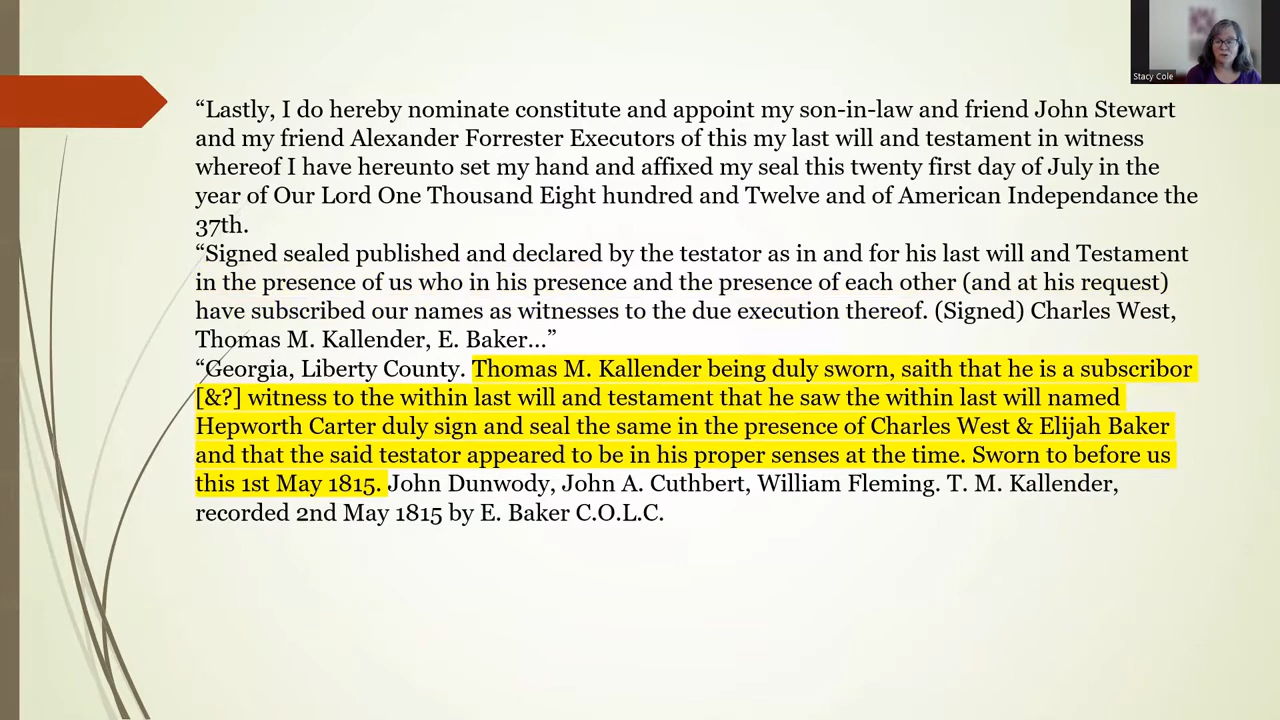 Stacy Cole
“Lastly, I do hereby nominate constitute and appoint my son-in-law and friend John Stewart
and my friend Alexander Forrester Executors of this my last will and testament in witness
whereof I have hereunto set my hand and affixed my seal this twenty first day of July in the
year of Our Lord One Thousand Eight hundred and Twelve and of American Independance the
37th.
“Signed sealed published and declared by the testator as in and for his last will and Testament
in the presence of us who in his presence and the presence of each other (and at his request)
have subscribed our names as witnesses to the due execution thereof. (Signed) Charles West,
Thomas M. Kallender, E. Baker…”
“Georgia, Liberty County. Thomas M. Kallender being duly sworn, saith that he is a subscribor
[&?] witness to the within last will and testament that he saw the within last will named
Hepworth Carter duly sign and seal the same in the presence of Charles West & Elijah Baker
and that the said testator appeared to be in his proper senses at the time. Sworn to before us
this 1st May 1815. John Dunwody, John A. Cuthbert, William Fleming. T. M. Kallender,
recorded 2nd May 1815 by E. Baker C.O.L.C.